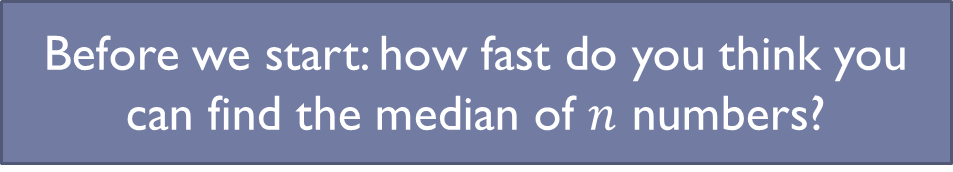 Before we start: how fast do you think you
can find the median of n numbers?